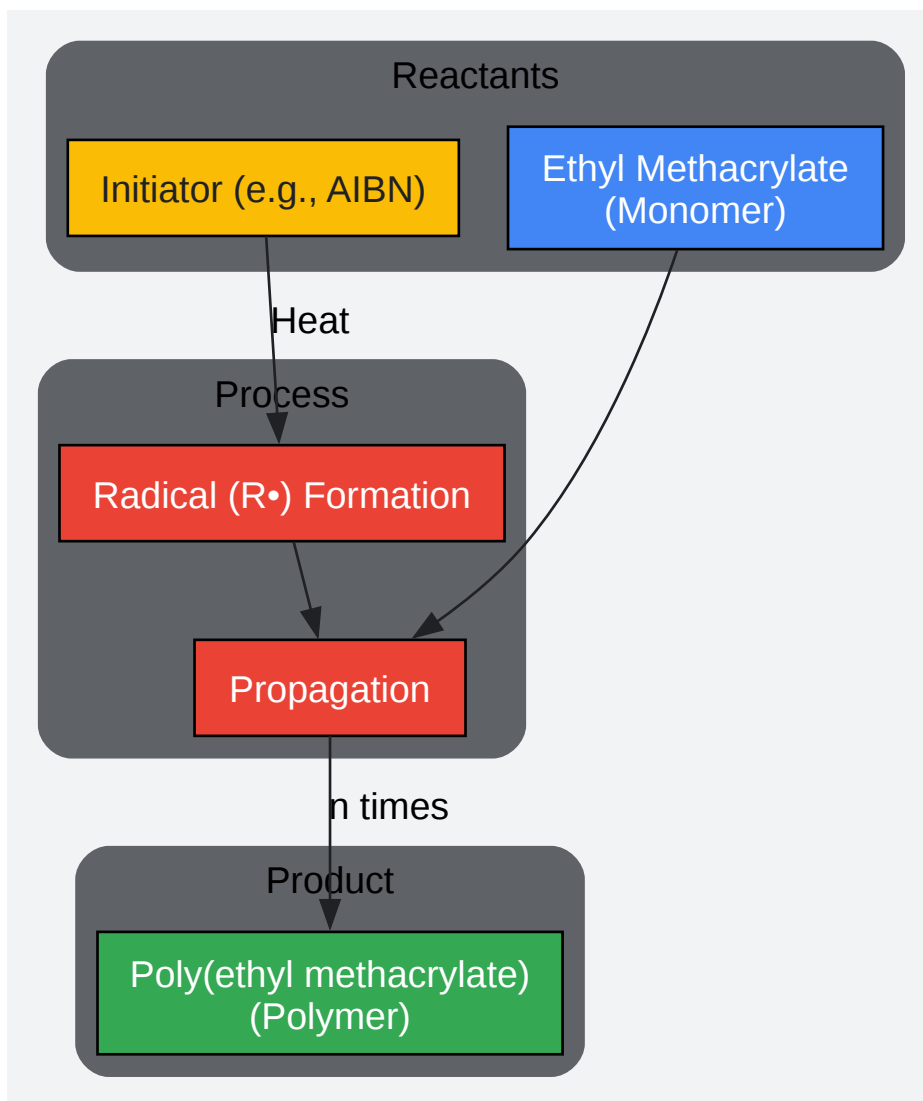 Reactants
Initiator (e.g., AIBN)
Ethyl Methacrylate
(Monomer)
Heat
Process
Radical (R•) Formation
Propagation
n times
Product
Poly(ethyl methacrylate)
(Polymer)